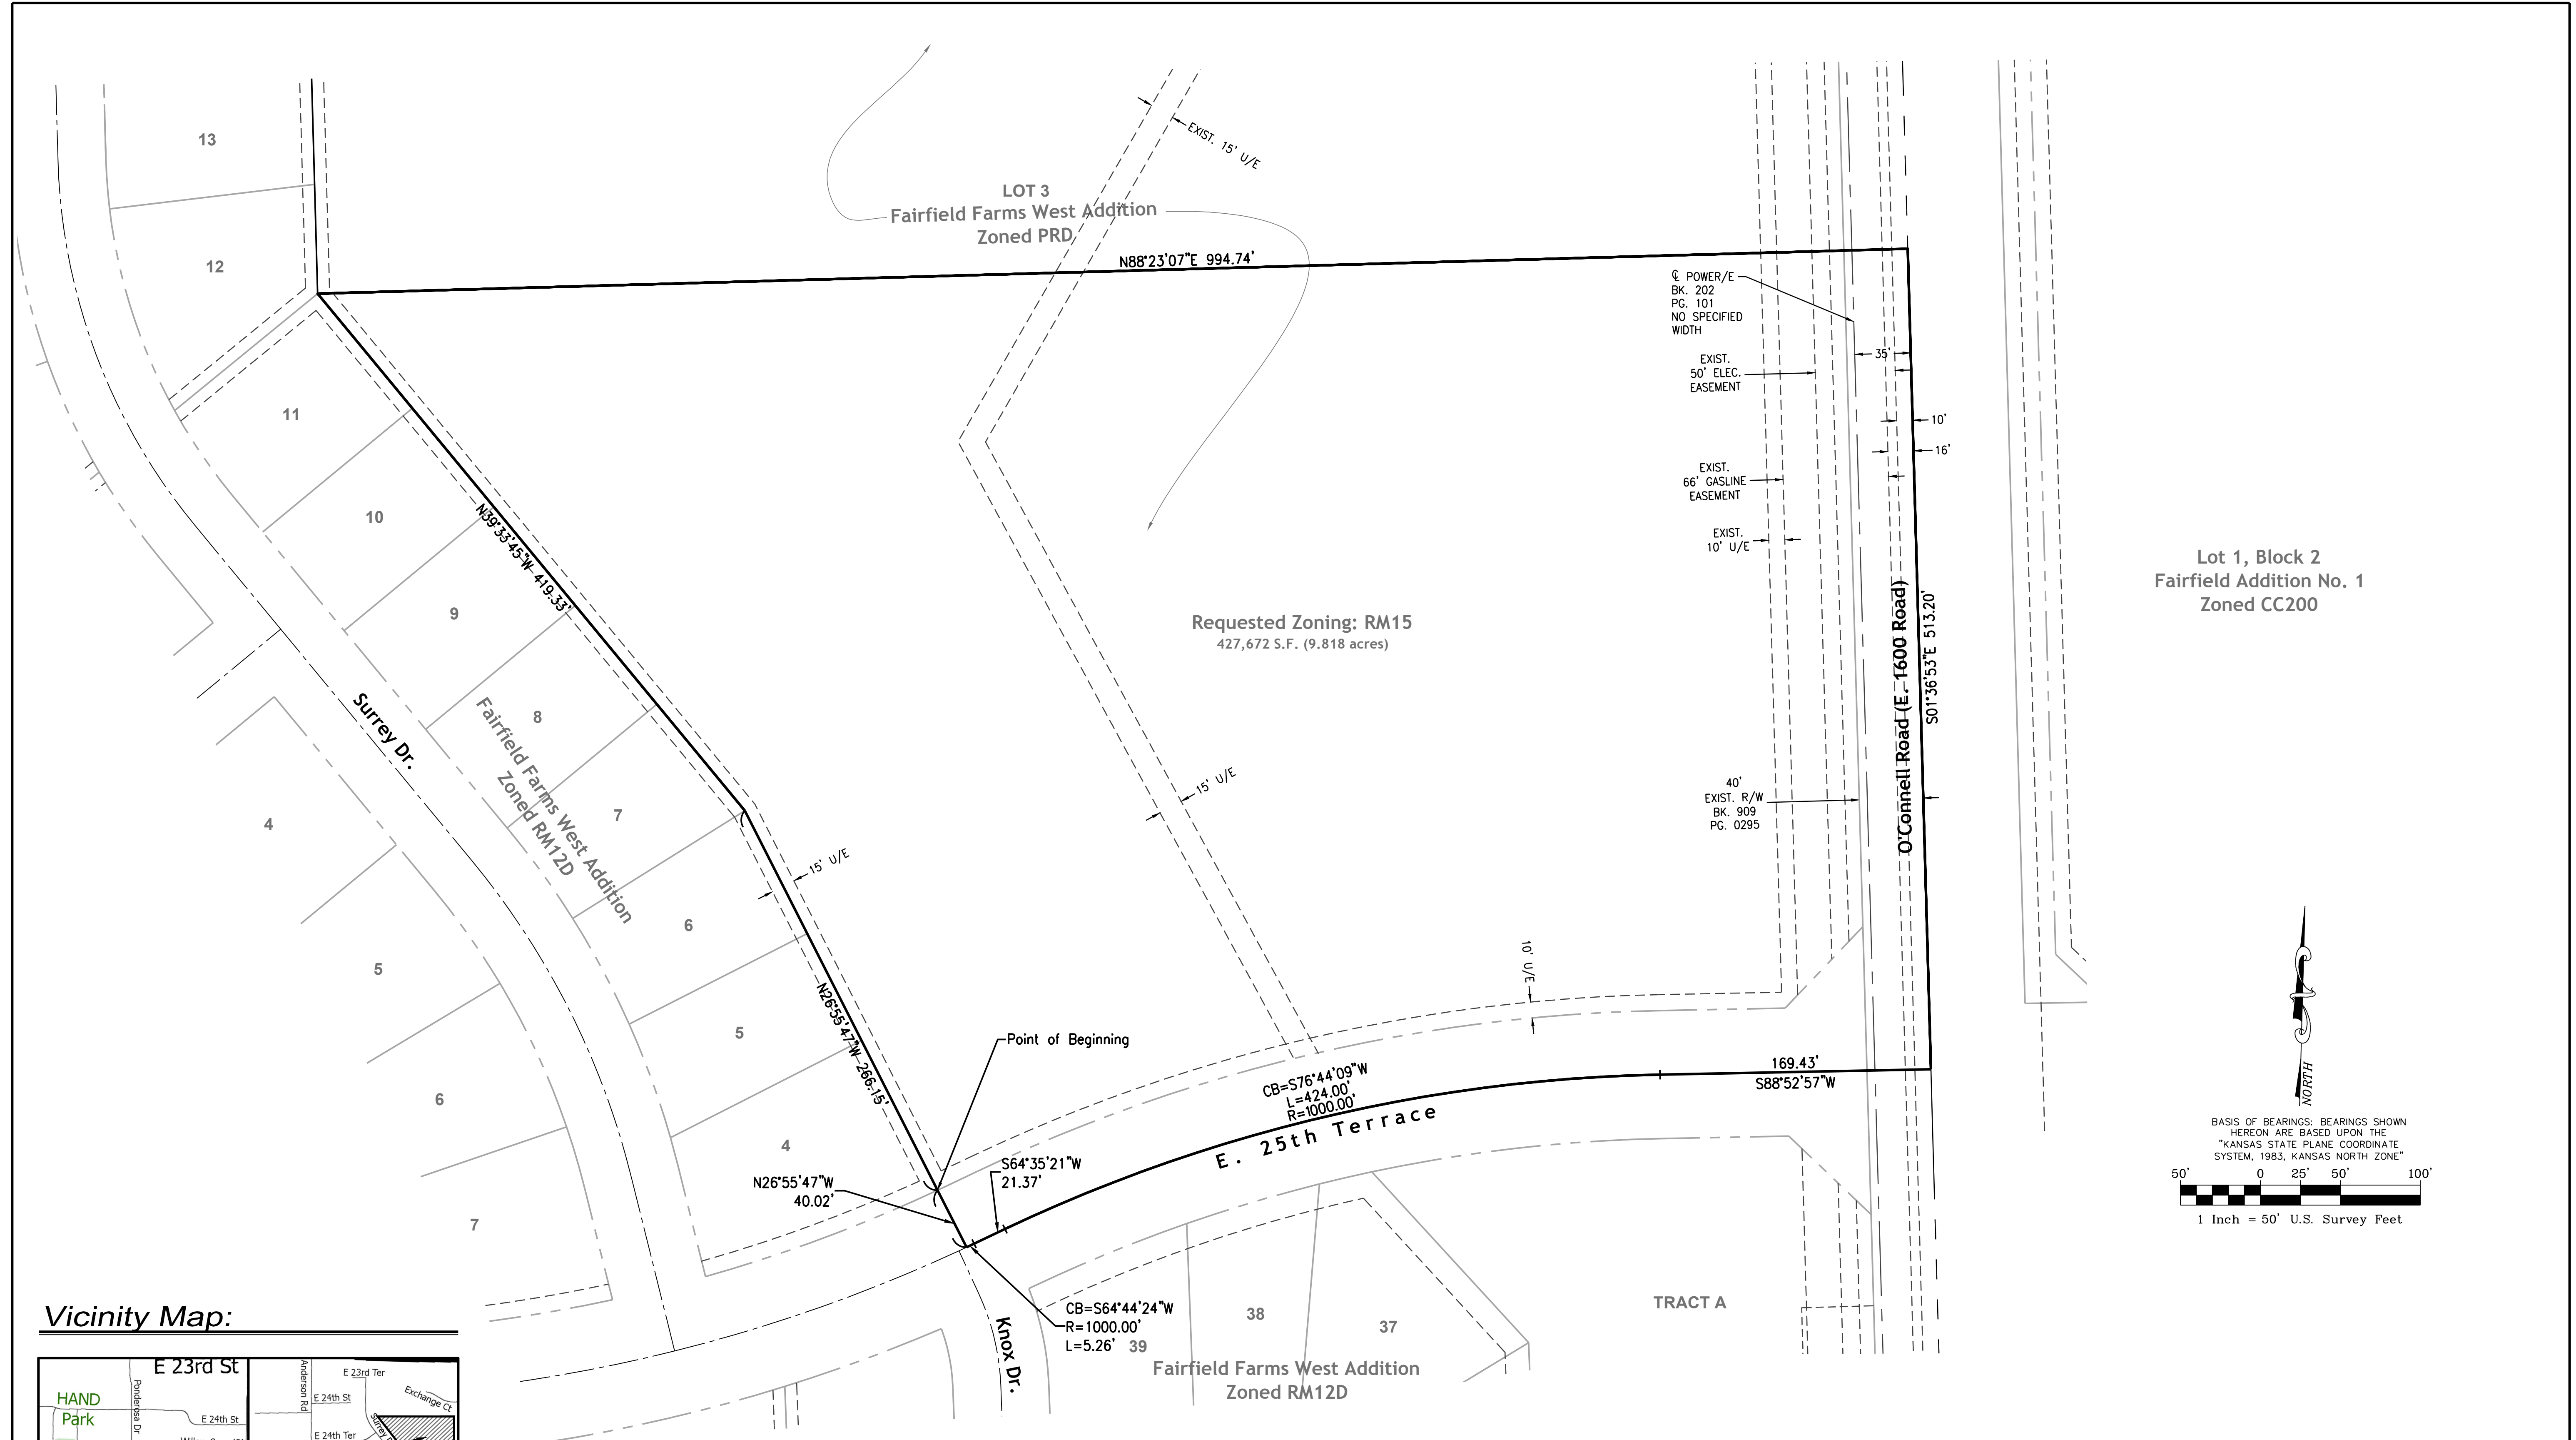 13
12
11
10
9
8
7
6
5
4
LOT 3
Fairfield Farms West Addition
Zoned PRD
EXIST. 15' U/E
N88°23'07"E 994.74'
℄ POWER/E
BK. 202
PG. 101
NO SPECIFIED
WIDTH
35'
EXIST.
50' ELEC.
EASEMENT
10'
16'
EXIST.
66' GASLINE
EASEMENT
EXIST.
10' U/E
40'
EXIST. R/W
BK. 909
PG. 0295
O'Connell Road (E. 1600 Road)
S01°36'53"E 513.20'
Lot 1, Block 2
Fairfield Addition No. 1
Zoned CC200
Requested Zoning: RM15
427,672 S.F. (9.818 acres)
N39°33'45"W 419.33'
Surrey Dr.
Fairfield Farms West Addition
Zoned RM12D
15' U/E
15' U/E
10' U/E
N26°55'47"W 266.15'
Point of Beginning
4
5
6
7
N26°55'47"W
40.02'
S64°35'21"W
21.37'
CB=S76°44'09"W
L=424.00'
R=1000.00'
E. 25th Terrace
169.43'
S88°52'57"W
CB=S64°44'24"W
R=1000.00'
L=5.26'
39
38
37
TRACT A
Knox Dr.
Fairfield Farms West Addition
Zoned RM12D
NORTH
BASIS OF BEARINGS: BEARINGS SHOWN
HEREON ARE BASED UPON THE
"KANSAS STATE PLANE COORDINATE
SYSTEM, 1983, KANSAS NORTH ZONE"
50' 0 25' 50' 100'
1 Inch = 50' U.S. Survey Feet
Vicinity Map:
E 23rd St
HAND
Park
Ponderosa Dr
E 24th St
Anderson Rd
E 23rd Ter
E 24th St
Exchange Ct
E 24th Ter